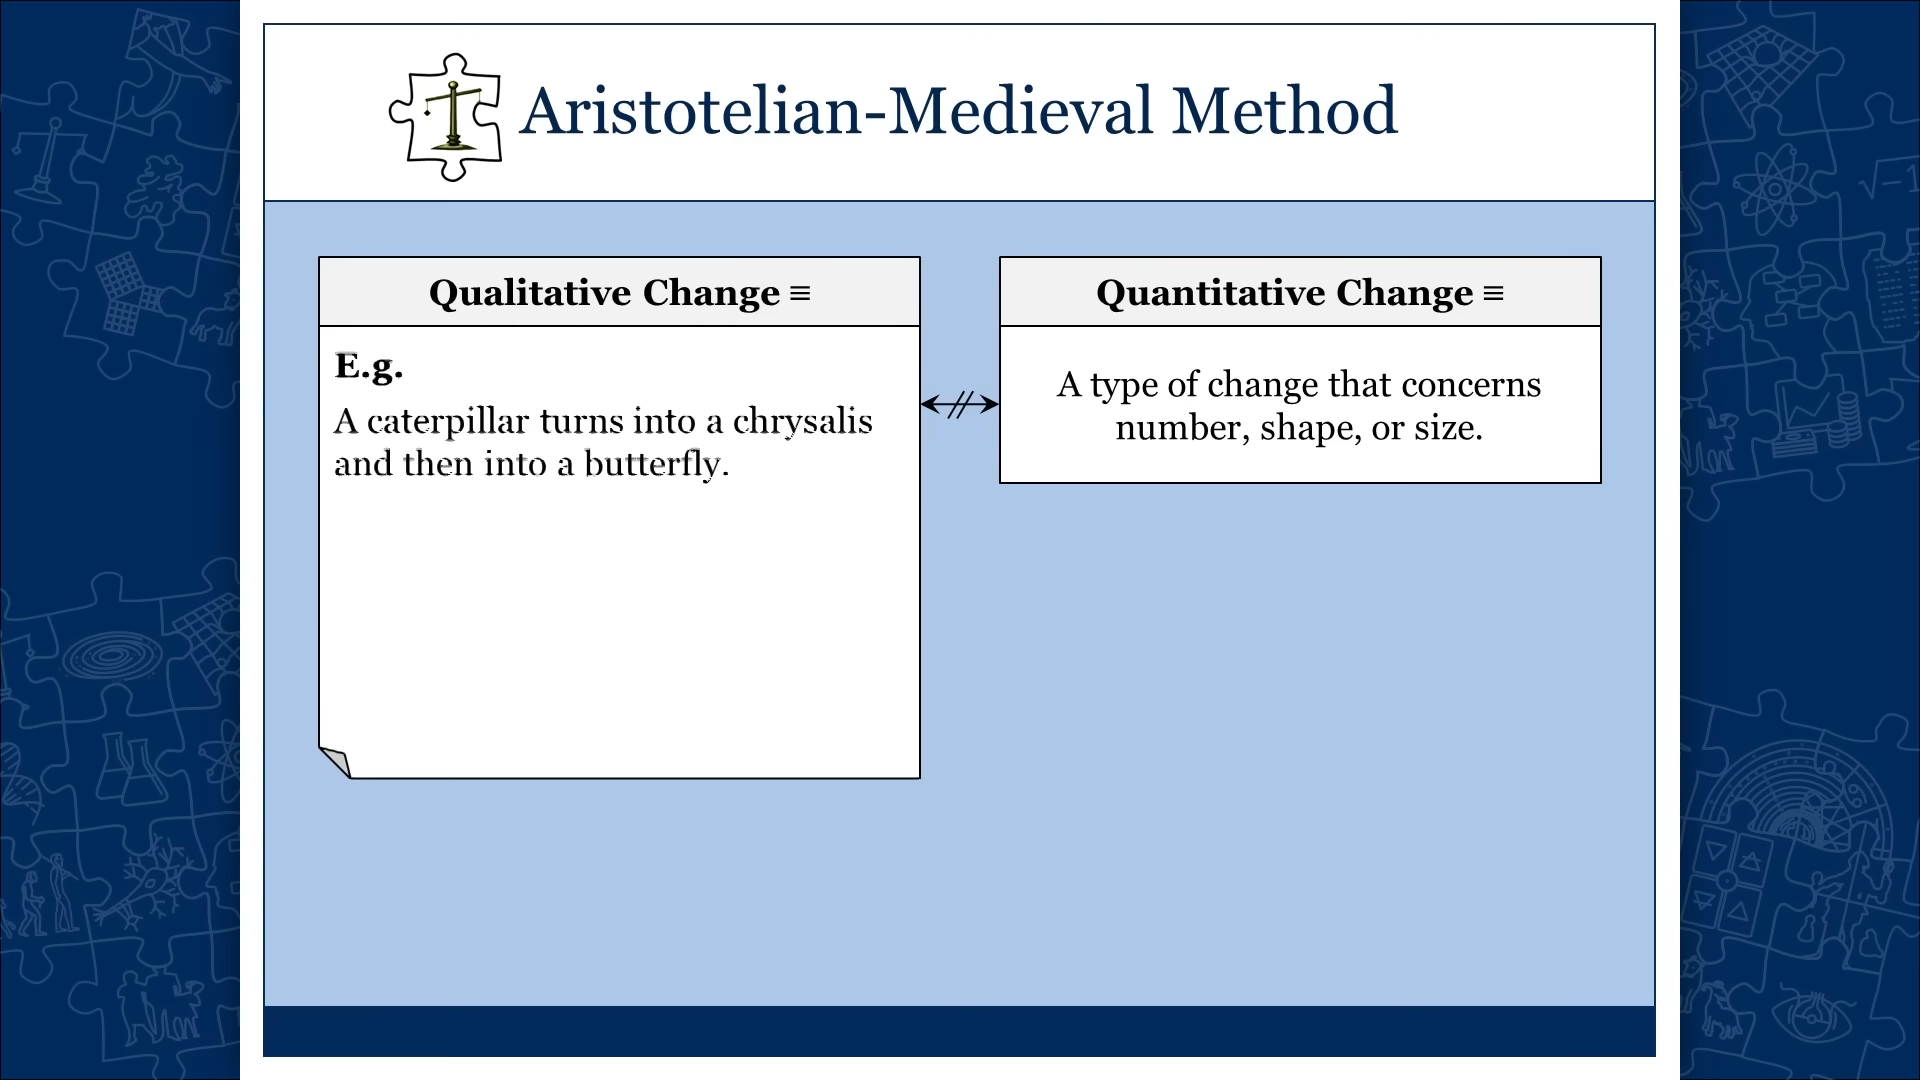 Aristotelian-Medieval Method
Qualitative Change ≡
E.g.
A caterpillar turns into a chrysalis
and then into a butterfly.
Quantitative Change ≡
A type of change that concerns
number, shape, or size.
√-1